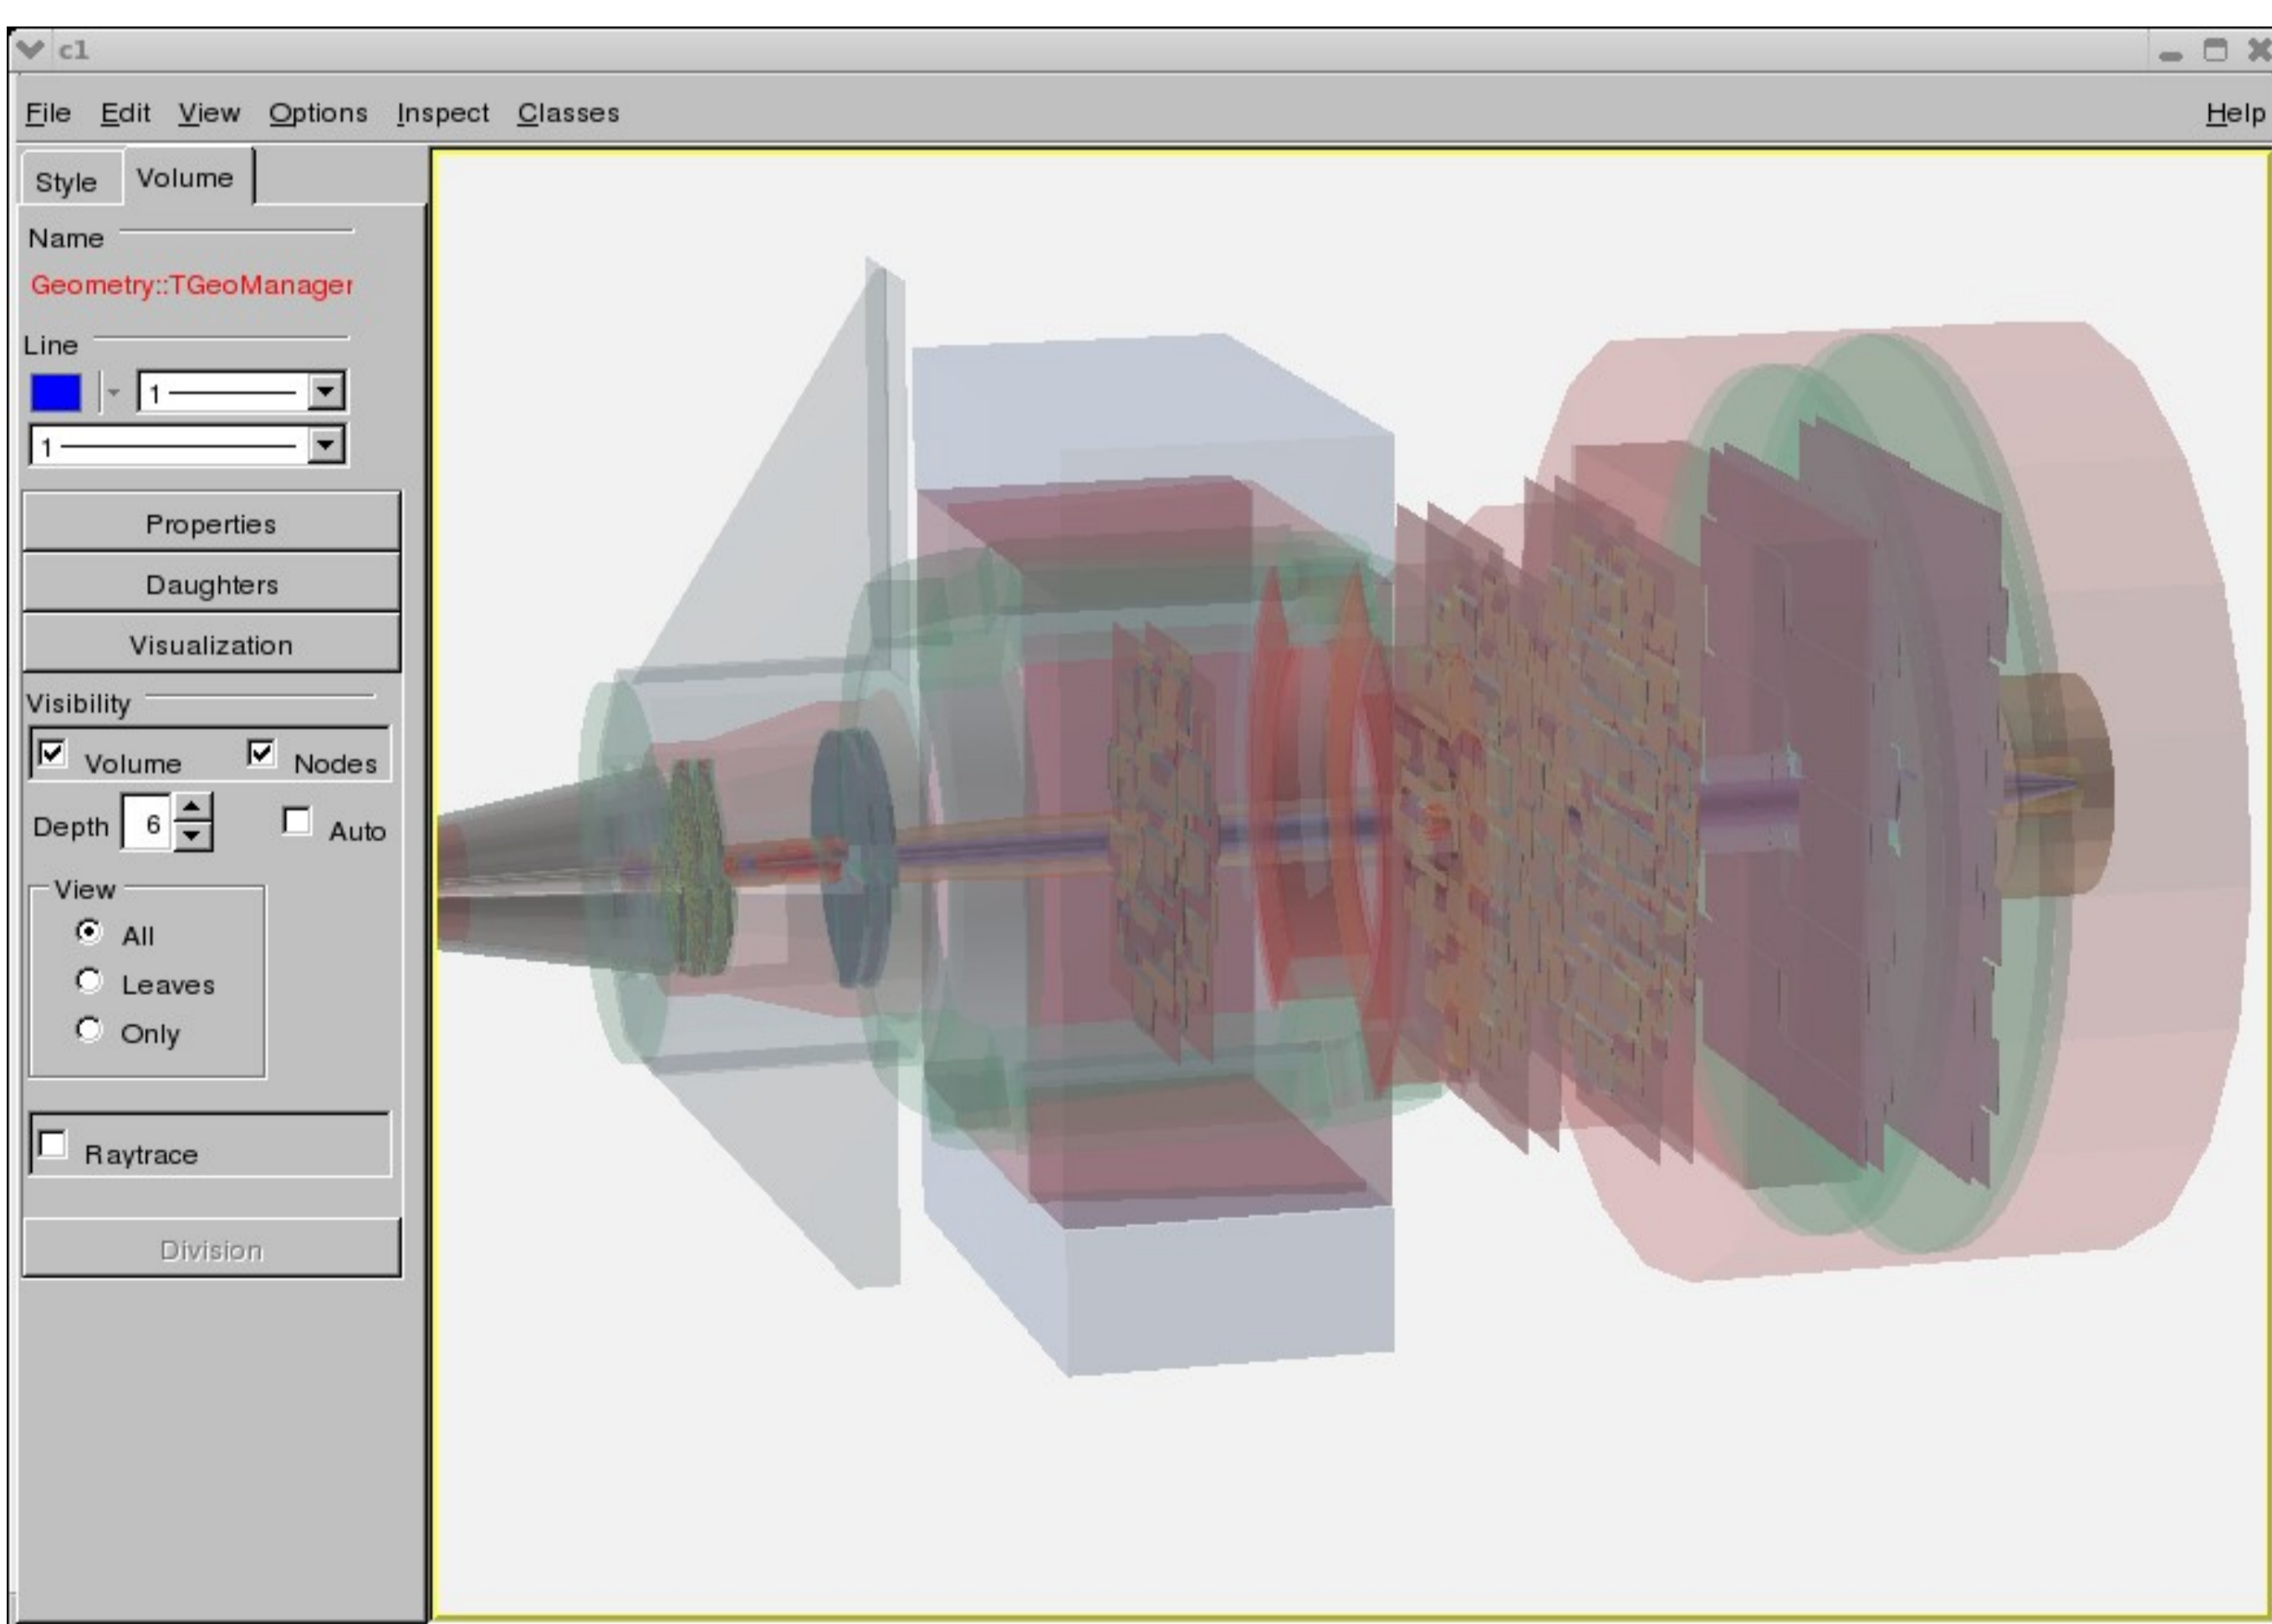 c1
File Edit View Options Inspect Classes Help
Style Volume
Name
Geometry::TGeoManager
Line
1
1
Properties
Daughters
Visualization
Visibility
Volume Nodes
Depth 6 Auto
View
All
Leaves
Only
Raytrace
Division